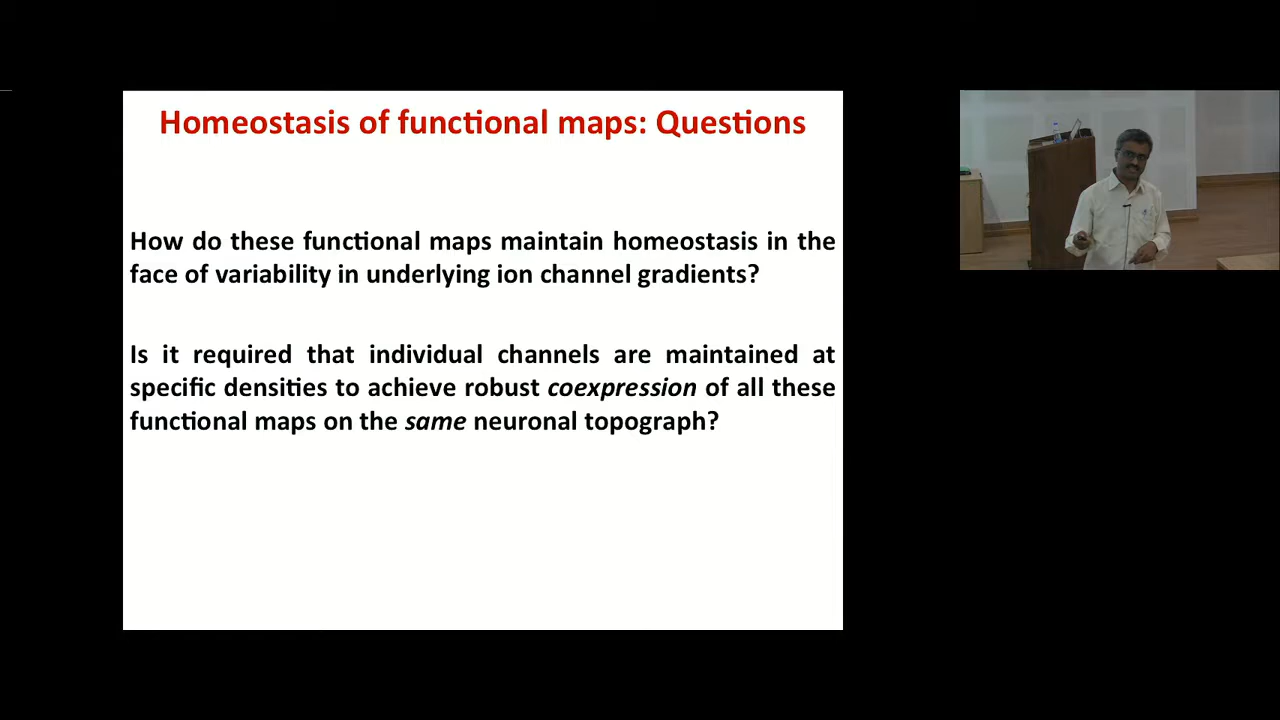 Homeostasis of functional maps: Questions
How do these functional maps maintain homeostasis in the
face of variability in underlying ion channel gradients?
Is it required that individual channels are maintained at
specific densities to achieve robust coexpression of all these
functional maps on the same neuronal topograph?